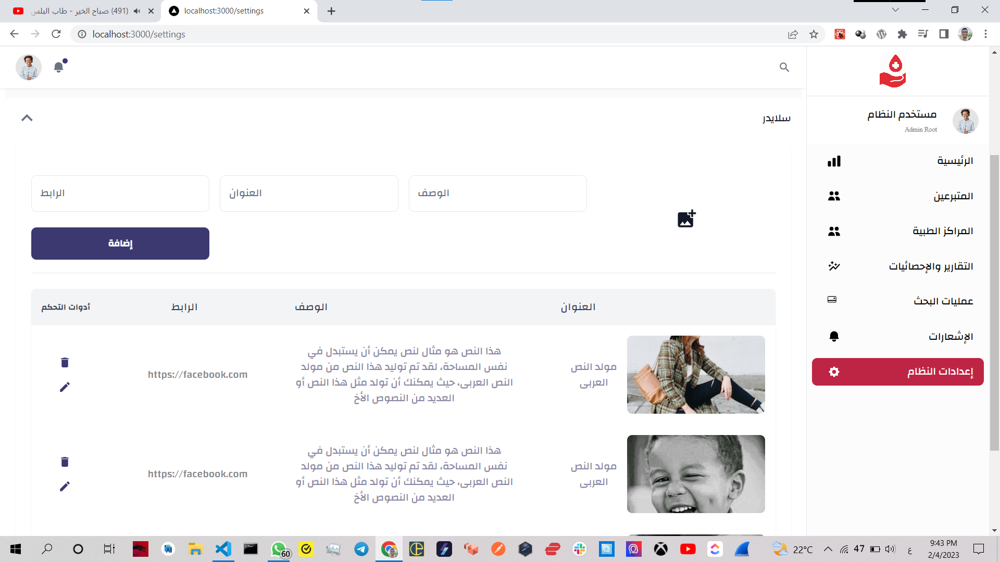 (491) صباح الخير - طاب البلس
localhost:3000/settings
localhost:3000/settings
مستخدم النظام
Admin Root
الرئيسية
المتبرعين
المراكز الطبية
التقارير والإحصائيات
عمليات البحث
الإشعارات
إعدادات النظام
سلايدر
الوصف
العنوان
الرابط
إضافة
العنوان
الوصف
الرابط
أدوات التحكم
مولد النص
العربى
هذا النص هو مثال لنص يمكن أن يستبدل في
نفس المساحة، لقد تم توليد هذا النص من مولد
النص العربى، حيث يمكنك أن تولد مثل هذا النص أو
العديد من النصوص الأخ
https://facebook.com
مولد النص
العربى
هذا النص هو مثال لنص يمكن أن يستبدل في
نفس المساحة، لقد تم توليد هذا النص من مولد
النص العربى، حيث يمكنك أن تولد مثل هذا النص أو
العديد من النصوص الأخ
https://facebook.com
60
22°C
47
ع
9:43 PM
2/4/2023